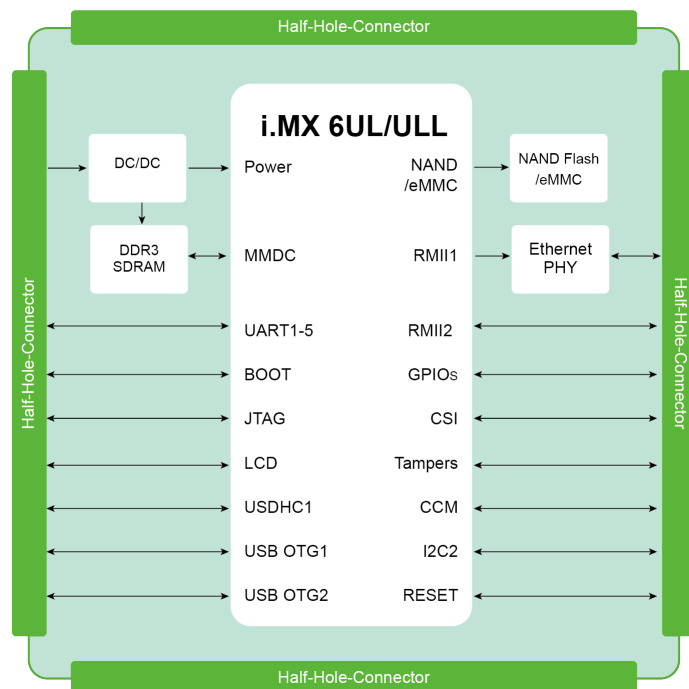 Half-Hole-Connector
i.MX 6UL/ULL
DC/DC
Power
NAND
/eMMC
NAND Flash
/eMMC
DDR3
SDRAM
MMDC
RMII1
Ethernet
PHY
Half-Hole-Connector
Half-Hole-Connector
UART1-5
RMII2
BOOT
GPIOs
JTAG
CSI
LCD
Tampers
USDHC1
CCM
USB OTG1
I2C2
USB OTG2
RESET
Half-Hole-Connector